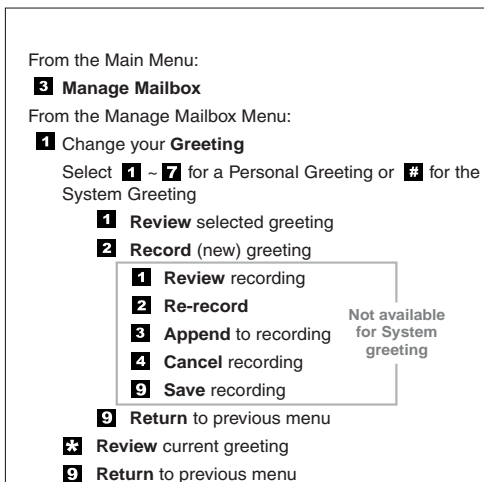 From the Main Menu:
3 Manage Mailbox
From the Manage Mailbox Menu:
1 Change your Greeting
Select 1 ~ 7 for a Personal Greeting or # for the
System Greeting
1 Review selected greeting
2 Record (new) greeting
1 Review recording
2 Re-record
3 Append to recording
4 Cancel recording
9 Save recording
Not available
for System
greeting
9 Return to previous menu
* Review current greeting
9 Return to previous menu